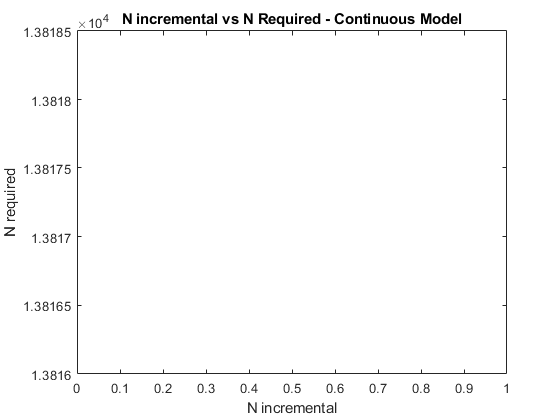 N incremental vs N Required - Continuous Model
×10⁴
1.38185
1.3818
1.38175
1.3817
1.38165
1.3816
N required
0 0.1 0.2 0.3 0.4 0.5 0.6 0.7 0.8 0.9 1
N incremental